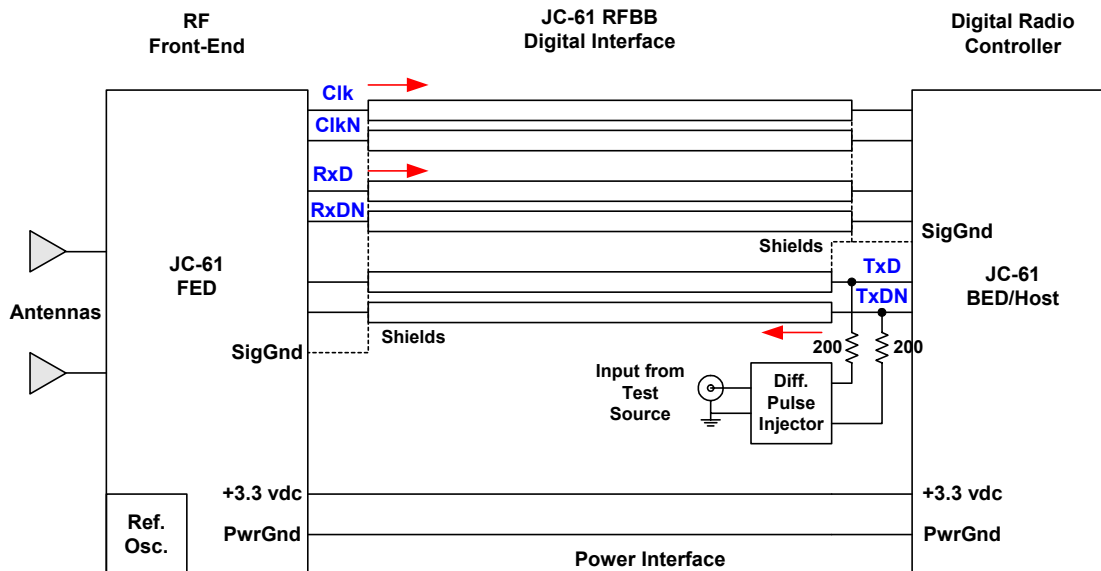 RF
Front-End
JC-61 RFBB
Digital Interface
Digital Radio
Controller
Clk
ClkN
RxD
RxDN
SigGnd
Shields
TxD
TxDN
JC-61
FED
JC-61
BED/Host
Antennas
SigGnd
Shields
200
200
Input from
Test
Source
Diff.
Pulse
Injector
+3.3 vdc
+3.3 vdc
Ref.
Osc.
PwrGnd
PwrGnd
Power Interface